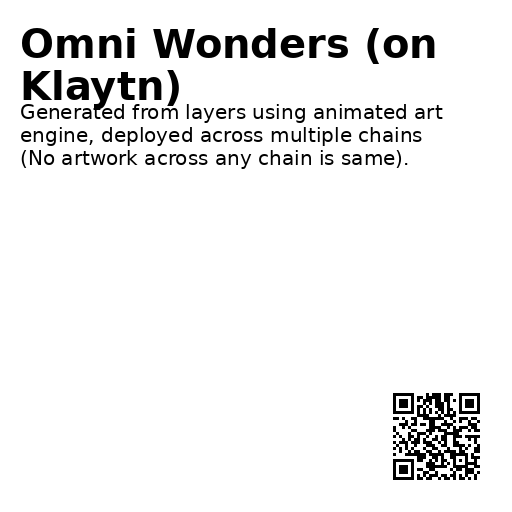 Omni Wonders (on
Klaytn)
Generated from layers using animated art
engine, deployed across multiple chains
(No artwork across any chain is same).